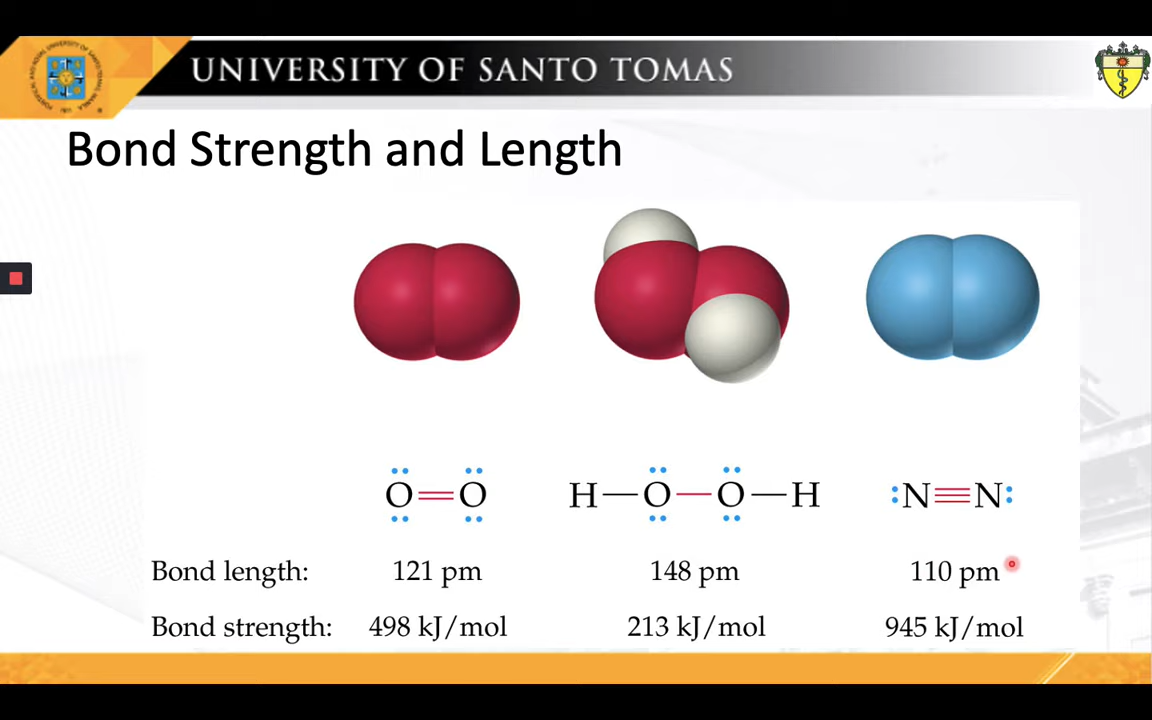 UNIVERSITY OF SANTO TOMAS
Bond Strength and Length
O=O H—O—O—H :N≡N:
Bond length: 121 pm 148 pm 110 pm
Bond strength: 498 kJ/mol 213 kJ/mol 945 kJ/mol